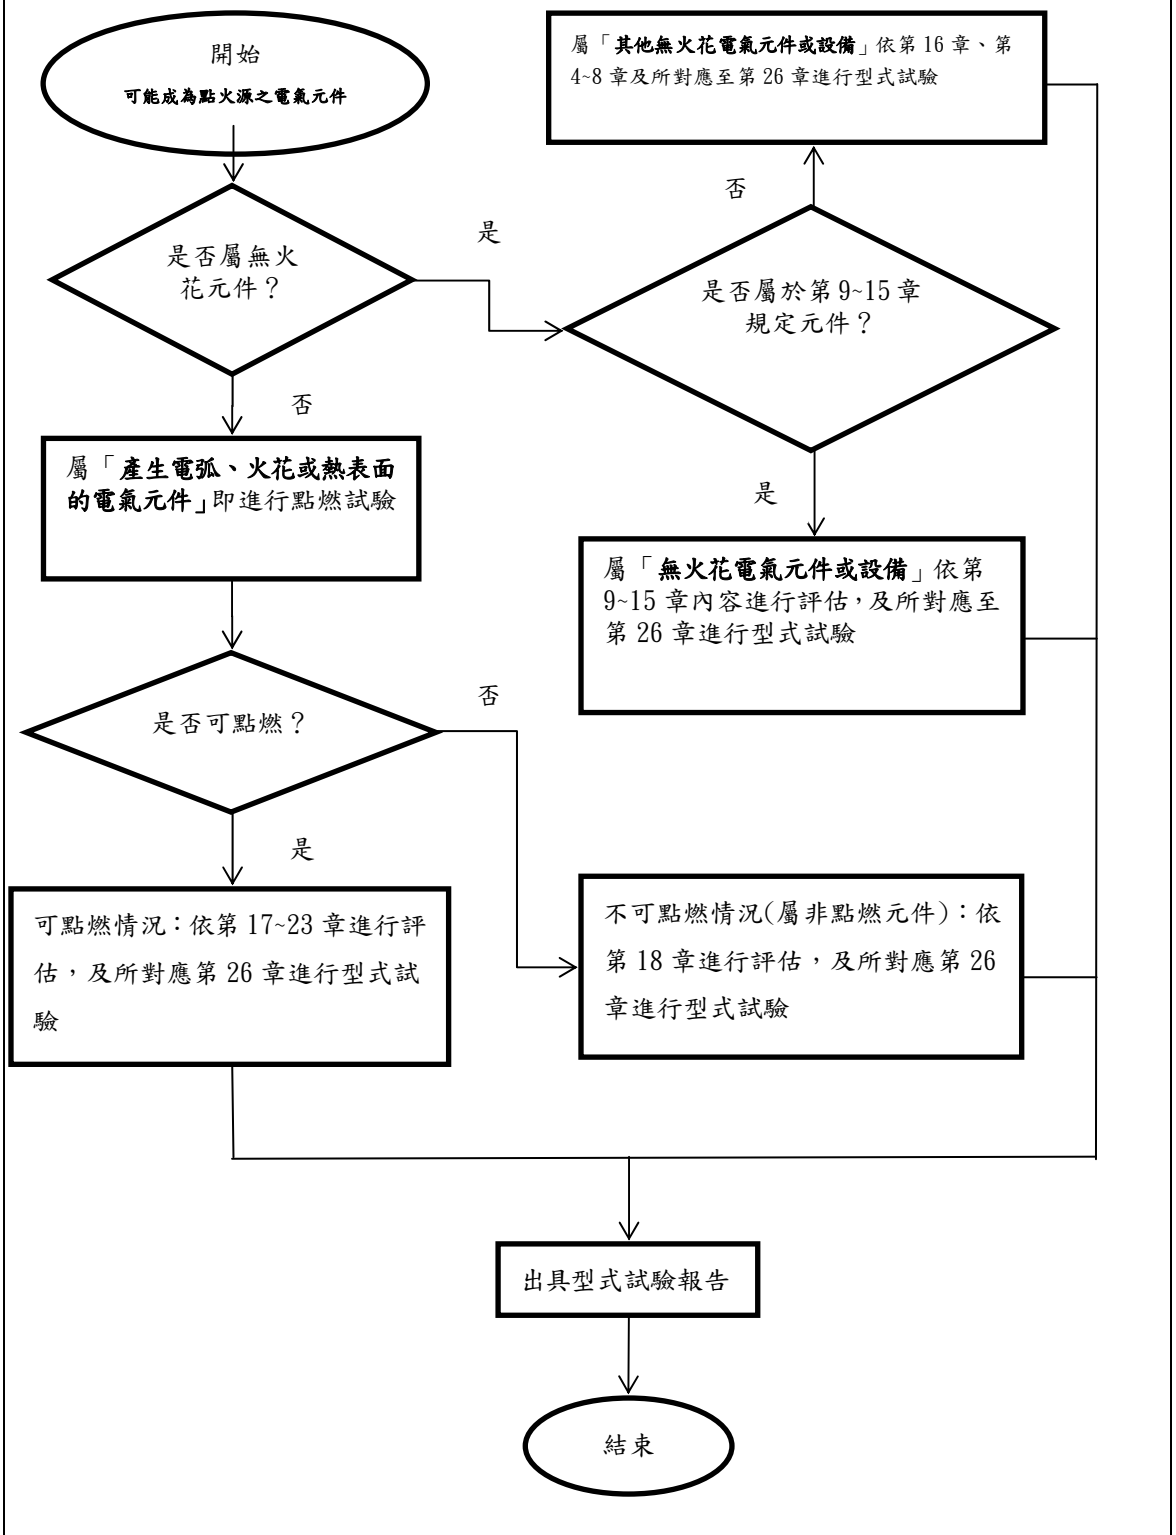 開始
可能成為點火源之電氣元件
屬「其他無火花電氣元件或設備」依第 16 章、第
4~8 章及所對應至第 26 章進行型式試驗
否
是
是否屬無火
花元件？
是否屬於第 9~15 章
規定元件？
否
屬「產生電弧、火花或熱表面
的電氣元件」即進行點燃試驗
是
屬「無火花電氣元件或設備」依第
9~15 章內容進行評估，及所對應至
第 26 章進行型式試驗
否
是否可點燃？
是
可點燃情況：依第 17~23 章進行評
估，及所對應第 26 章進行型式試
驗
不可點燃情況(屬非點燃元件)：依
第 18 章進行評估，及所對應第 26
章進行型式試驗
出具型式試驗報告
結束